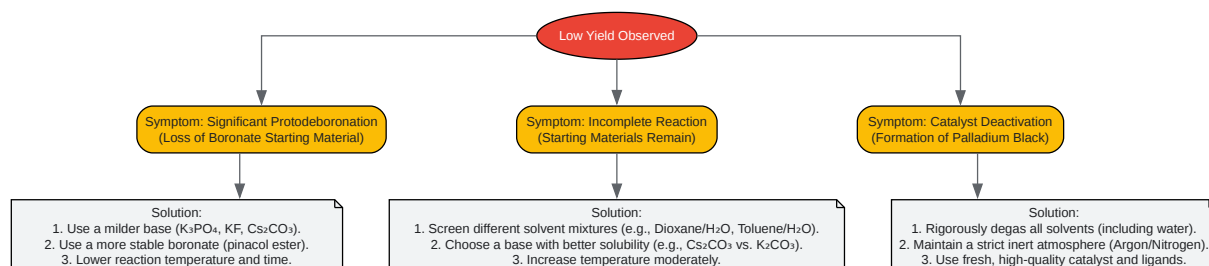 Low Yield Observed
Symptom: Significant Protodeboronation
(Loss of Boronate Starting Material)
Symptom: Incomplete Reaction
(Starting Materials Remain)
Symptom: Catalyst Deactivation
(Formation of Palladium Black)
Solution:
1. Use a milder base (K₃PO₄, KF, Cs₂CO₃).
2. Use a more stable boronate (pinacol ester).
3. Lower reaction temperature and time.
Solution:
1. Screen different solvent mixtures (e.g., Dioxane/H₂O, Toluene/H₂O).
2. Choose a base with better solubility (e.g., Cs₂CO₃ vs. K₂CO₃).
3. Increase temperature moderately.
Solution:
1. Rigorously degas all solvents (including water).
2. Maintain a strict inert atmosphere (Argon/Nitrogen).
3. Use fresh, high-quality catalyst and ligands.